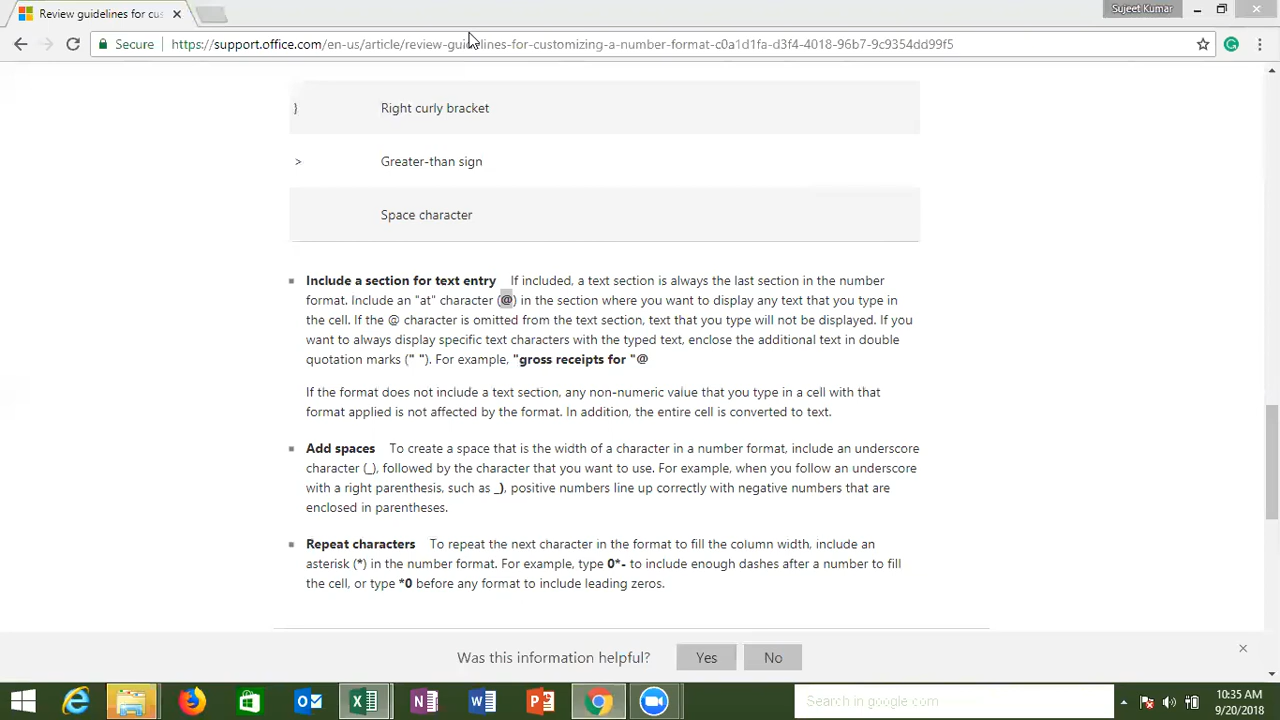 Review guidelines for cus
Sujeet Kumar
Secure
https://support.office.com/en-us/article/review-guidelines-for-customizing-a-number-format-c0a1d1fa-d3f4-4018-96b7-9c9354dd99f5
} Right curly bracket
> Greater-than sign
Space character
Include a section for text entry If included, a text section is always the last section in the number
format. Include an "at" character (@) in the section where you want to display any text that you type in
the cell. If the @ character is omitted from the text section, text that you type will not be displayed. If you
want to always display specific text characters with the typed text, enclose the additional text in double
quotation marks (" "). For example, "gross receipts for "@
If the format does not include a text section, any non-numeric value that you type in a cell with that
format applied is not affected by the format. In addition, the entire cell is converted to text.
Add spaces To create a space that is the width of a character in a number format, include an underscore
character (_), followed by the character that you want to use. For example, when you follow an underscore
with a right parenthesis, such as _), positive numbers line up correctly with negative numbers that are
enclosed in parentheses.
Repeat characters To repeat the next character in the format to fill the column width, include an
asterisk (*) in the number format. For example, type 0*- to include enough dashes after a number to fill
the cell, or type *0 before any format to include leading zeros.
Was this information helpful? Yes No
Search in google.com
10:35 AM
9/20/2018